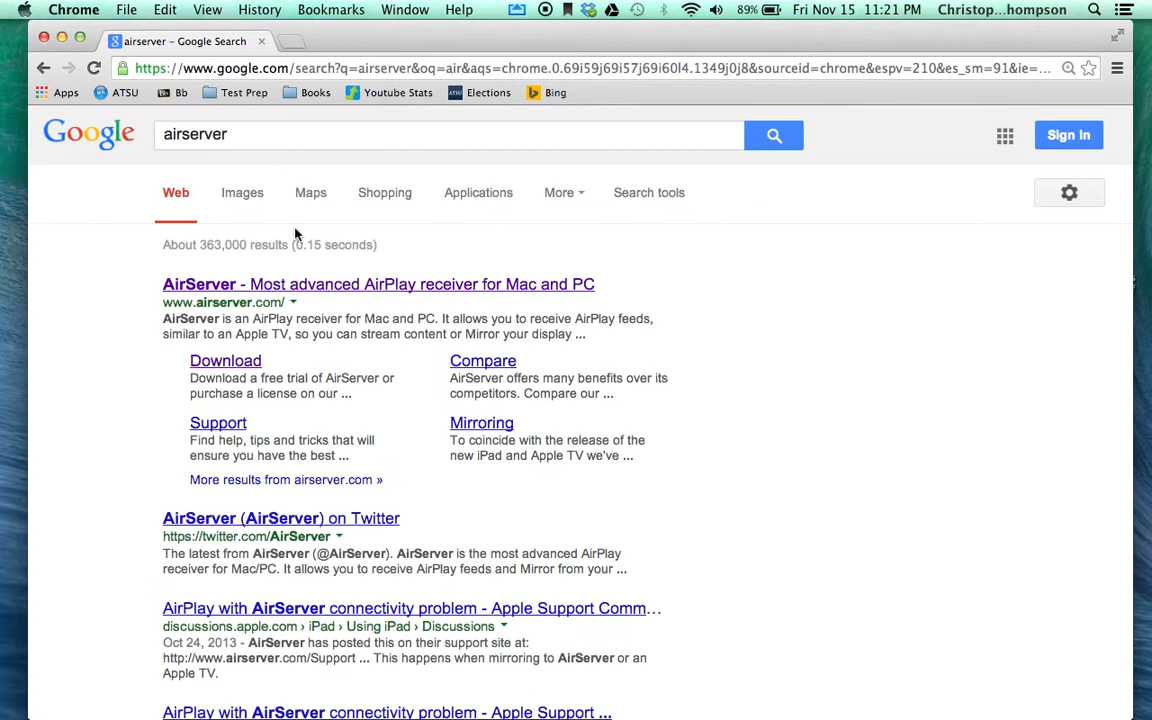 Chrome File Edit View History Bookmarks Window Help 89% Fri Nov 15 11:21 PM Christop...hompson
airserver – Google Search
https://www.google.com/search?q=airserver&oq=air&aqs=chrome.0.69i59j69i57j69i60l4.1349j0j8&sourceid=chrome&espv=210&es_sm=91&ie=...
Apps ATSU Bb Test Prep Books Youtube Stats Elections Bing
Google airserver Sign in
Web Images Maps Shopping Applications More Search tools
About 363,000 results (0.15 seconds)
AirServer - Most advanced AirPlay receiver for Mac and PC
www.airserver.com/
AirServer is an AirPlay receiver for Mac and PC. It allows you to receive AirPlay feeds,
similar to an Apple TV, so you can stream content or Mirror your display ...
Download
Download a free trial of AirServer or
purchase a license on our ...
Compare
AirServer offers many benefits over its
competitors. Compare our ...
Support
Find help, tips and tricks that will
ensure you have the best ...
Mirroring
To coincide with the release of the
new iPad and Apple TV we've ...
More results from airserver.com »
AirServer (AirServer) on Twitter
https://twitter.com/AirServer
The latest from AirServer (@AirServer). AirServer is the most advanced AirPlay
receiver for Mac/PC. It allows you to receive AirPlay feeds and Mirror from your ...
AirPlay with AirServer connectivity problem - Apple Support Comm...
discussions.apple.com › iPad › Using iPad › Discussions
Oct 24, 2013 - AirServer has posted this on their support site at:
http://www.airserver.com/Support ... This happens when mirroring to AirServer or an
Apple TV.
AirPlay with AirServer connectivity problem - Apple Support ...